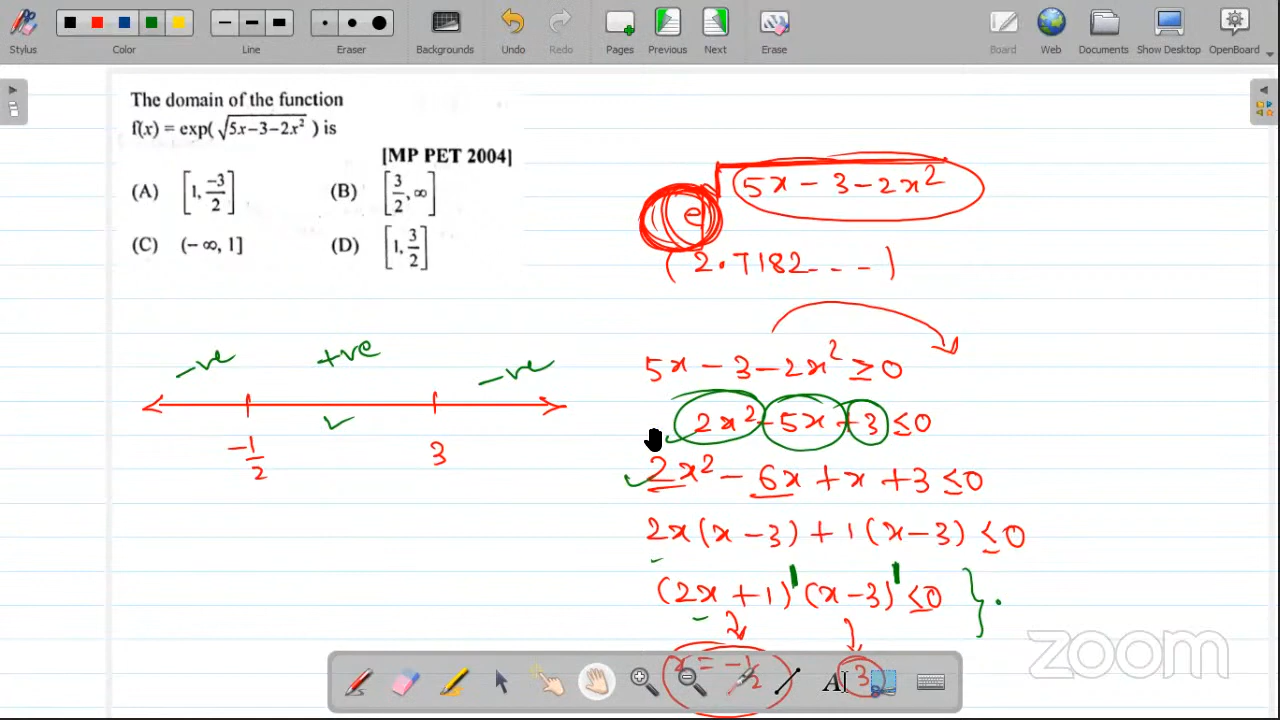 Stylus Color Line Eraser Backgrounds Undo Redo Pages Previous Next Erase Board Web Documents Show Desktop OpenBoard
The domain of the function
f(x) = exp( √5x−3−2x² ) is
[MP PET 2004]
(A) [1, −3/2] (B) [3/2, ∞]
(C) (− ∞, 1] (D) [1, 3/2]
e √5x − 3 − 2x²
(2.7182...)
5x − 3 − 2x² ≥ 0
2x² − 5x + 3 ≤ 0
2x² − 6x + x + 3 ≤ 0
2x(x − 3) + 1(x − 3) ≤ 0
(2x + 1)(x − 3) ≤ 0
x = −1/2 3
−ve +ve −ve
−1/2 3
zoom